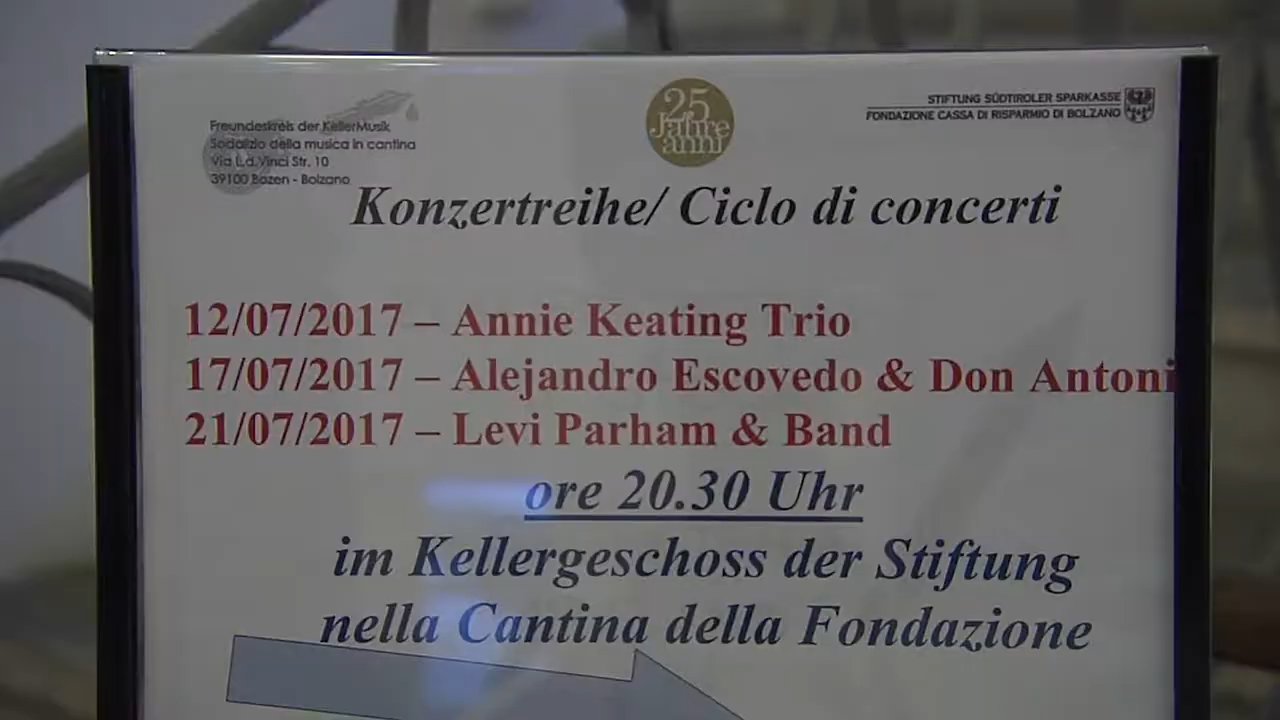 Freundeskreis der KellerMusik
Sodalizio della musica in cantina
Via L.d.Vinci Str. 10
39100 Bozen - Bolzano
25
Jahre
anni
STIFTUNG SÜDTIROLER SPARKASSE
FONDAZIONE CASSA DI RISPARMIO DI BOLZANO
Konzertreihe/ Ciclo di concerti
12/07/2017 – Annie Keating Trio
17/07/2017 – Alejandro Escovedo & Don Antoni
21/07/2017 – Levi Parham & Band
ore 20.30 Uhr
im Kellergeschoss der Stiftung
nella Cantina della Fondazione